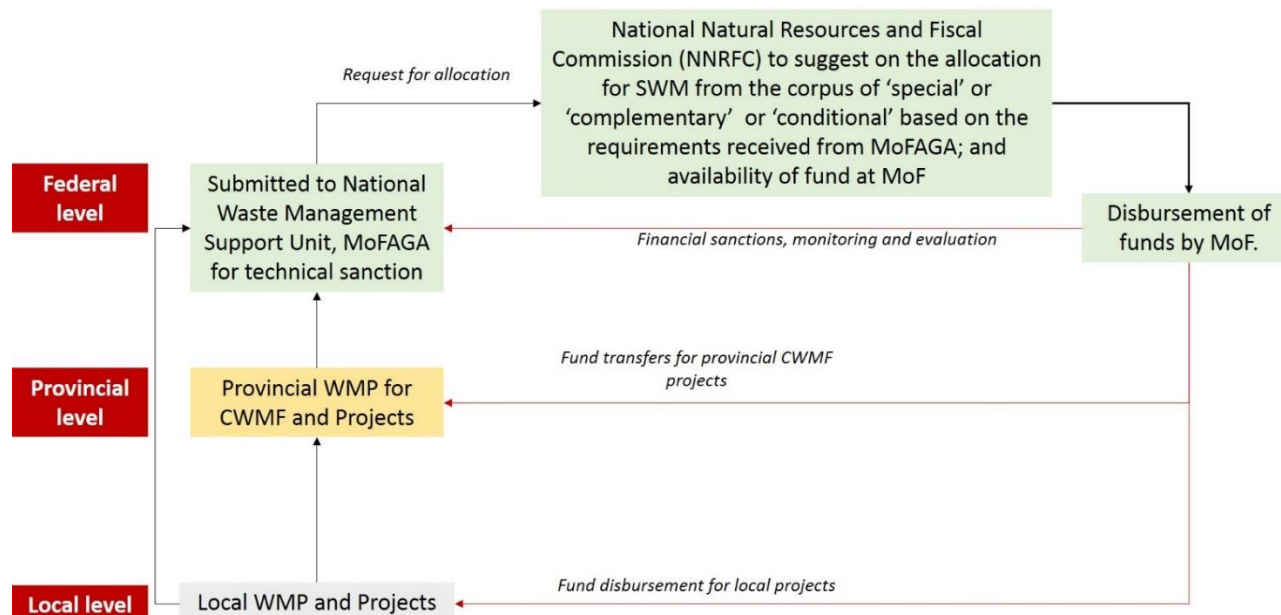 National Natural Resources and Fiscal
Commission (NNRFC) to suggest on the allocation
for SWM from the corpus of ‘special’ or
‘complementary’ or ‘conditional’ based on the
requirements received from MoFAGA; and
availability of fund at MoF
Request for allocation
Federal
level
Submitted to National
Waste Management
Support Unit, MoFAGA
for technical sanction
Financial sanctions, monitoring and evaluation
Disbursement of
funds by MoF.
Provincial
level
Provincial WMP for
CWMF and Projects
Fund transfers for provincial CWMF
projects
Local level
Local WMP and Projects
Fund disbursement for local projects